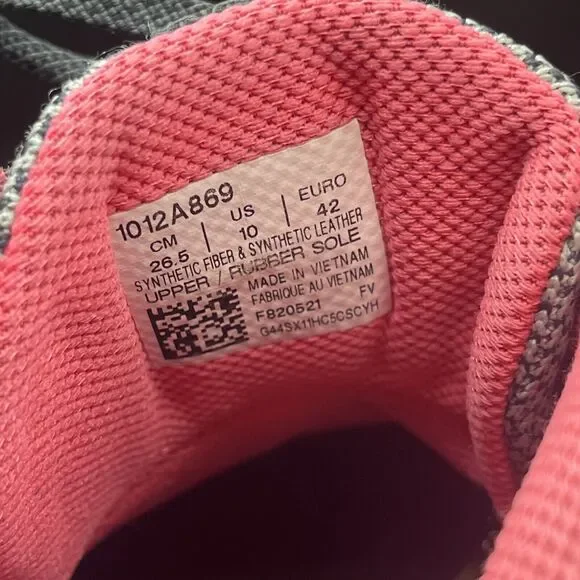 1012A869
CM | US | EURO
26.5 | 10 | 42
SYNTHETIC FIBER & SYNTHETIC LEATHER
UPPER / RUBBER SOLE
MADE IN VIETNAM
FABRIQUE AU VIETNAM
F820521 FV
G44SX11HC5CSCYH